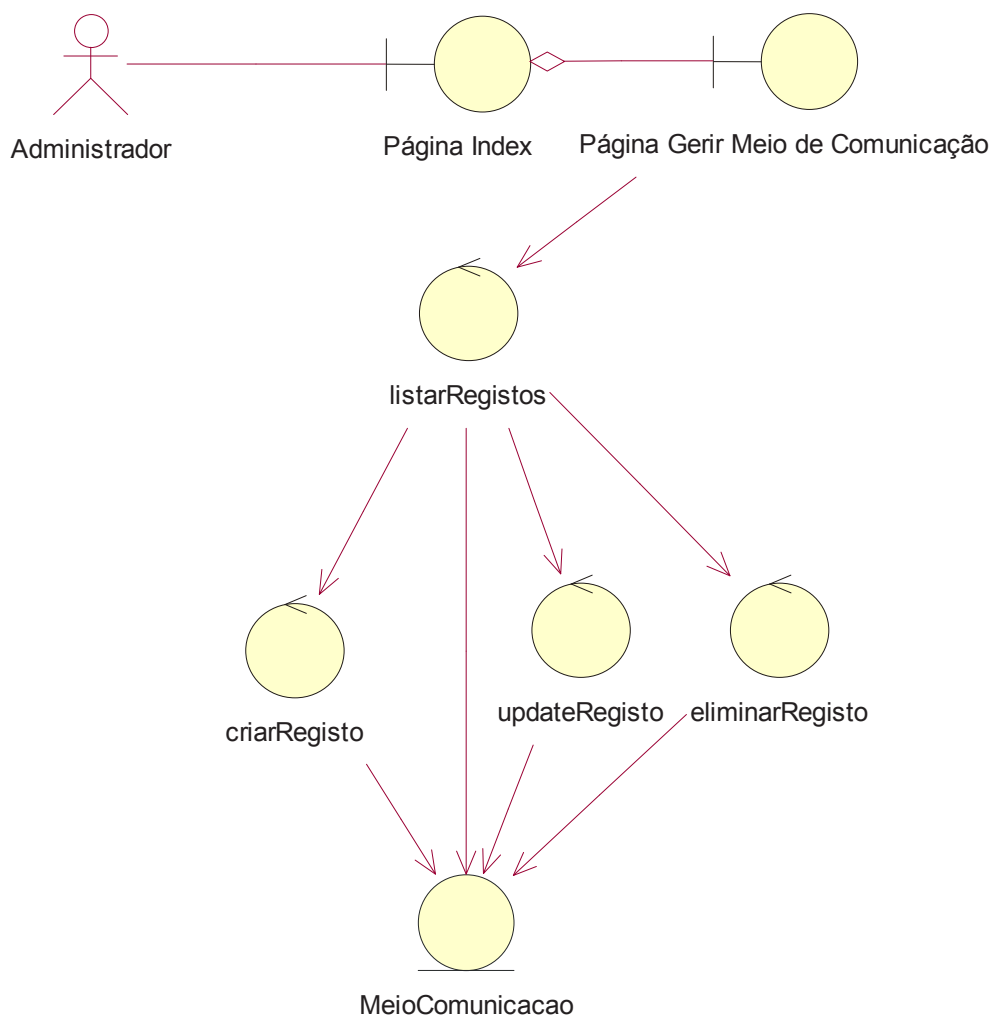 Administrador
Página Index
Página Gerir Meio de Comunicação
listarRegistos
criarRegisto
updateRegisto
eliminarRegisto
MeioComunicacao